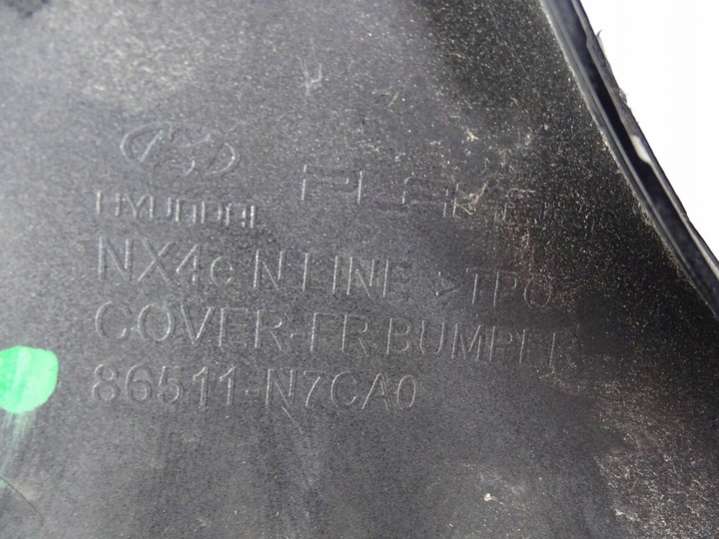 HYUNDAI
NX4e N LINE >TPO
COVER-FR BUMPER
86511-N7CA0